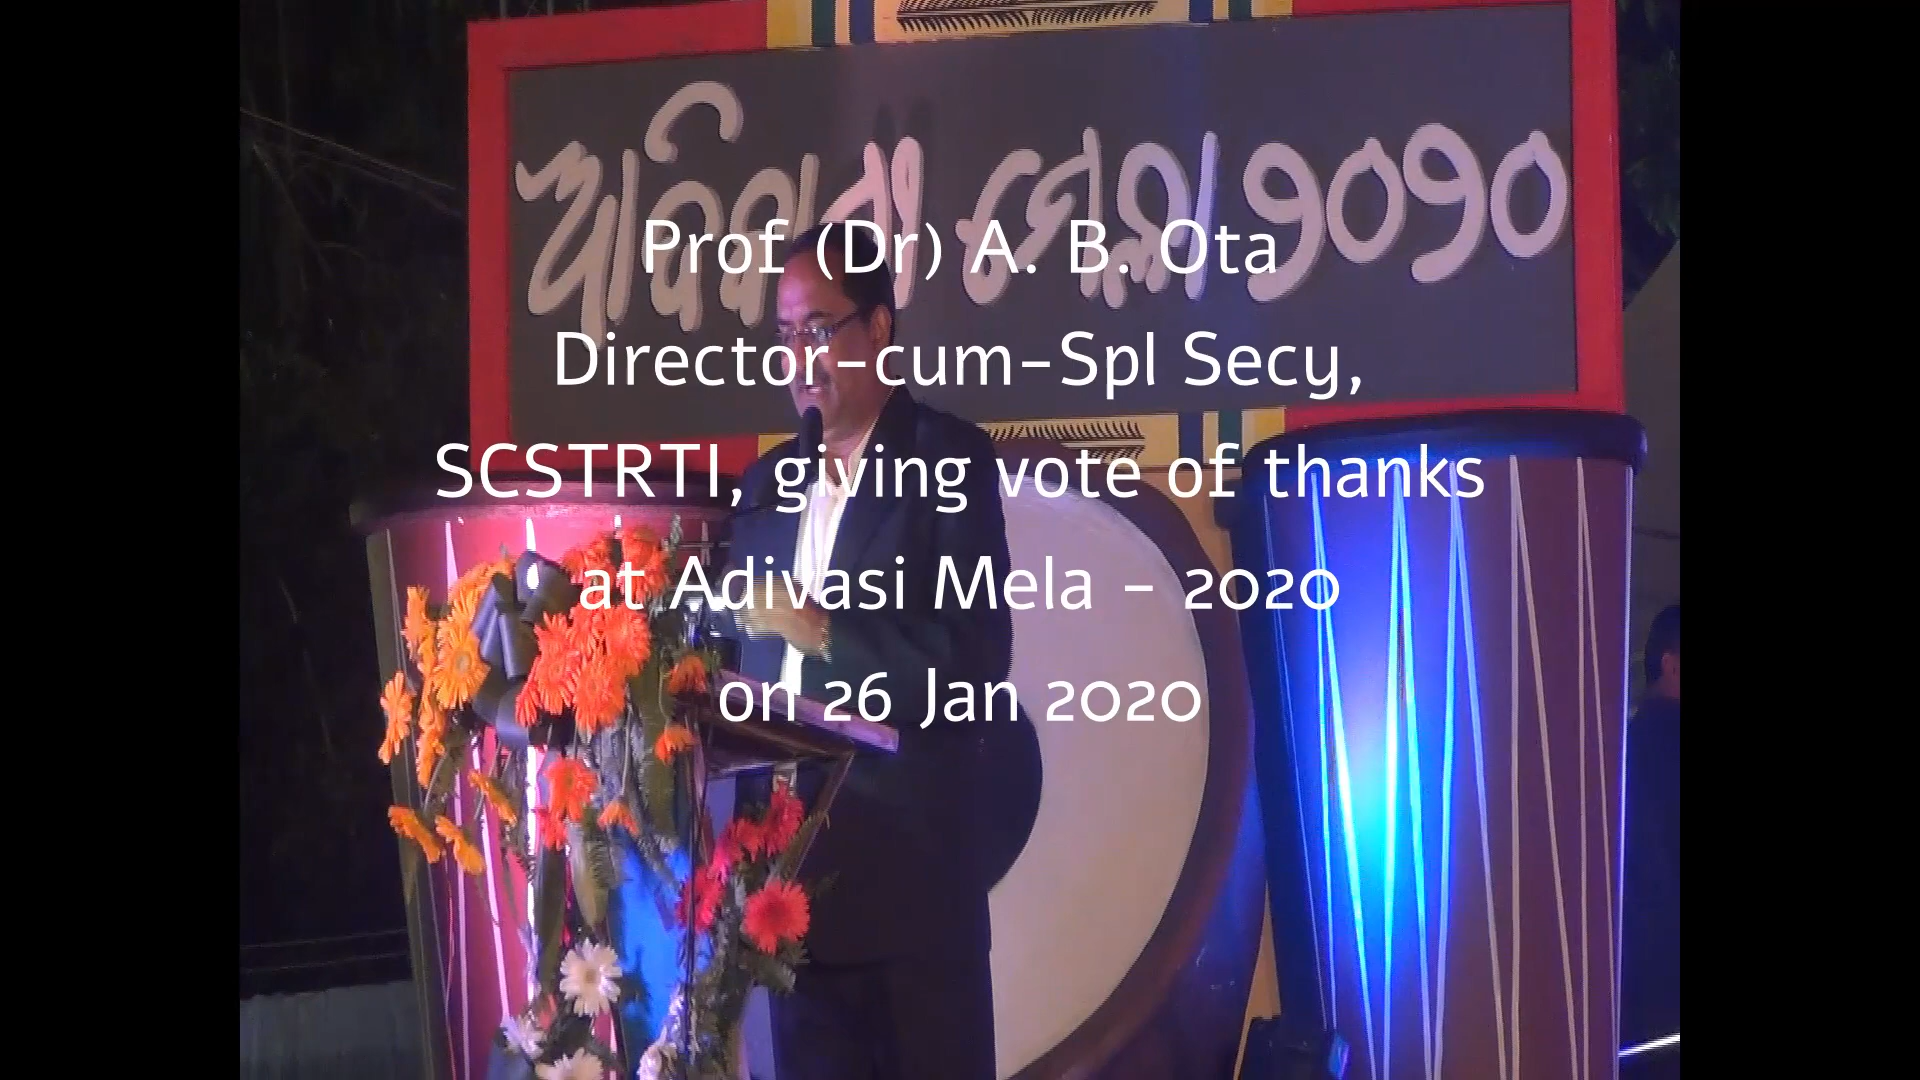 ଆଦିବାସୀ ମେଳା ୨୦୨୦
Prof (Dr) A. B. Ota
Director-cum-Spl Secy,
SCSTRTI, giving vote of thanks
at Adivasi Mela - 2020
on 26 Jan 2020